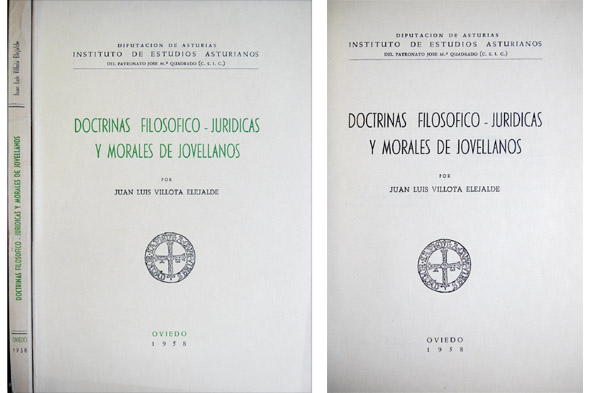 Juan Luis Villota Elejalde
DOCTRINAS FILOSOFICO - JURIDICAS Y MORALES DE JOVELLANOS
OVIEDO
1958
DIPUTACION DE ASTURIAS
INSTITUTO DE ESTUDIOS ASTURIANOS
DEL PATRONATO JOSE M.ª QUADRADO (C. S. I. C.)
DOCTRINAS FILOSOFICO - JURIDICAS
Y MORALES DE JOVELLANOS
POR
JUAN LUIS VILLOTA ELEJALDE
OVIEDO
1958
DIPUTACION DE ASTURIAS
INSTITUTO DE ESTUDIOS ASTURIANOS
DEL PATRONATO JOSE M.ª QUADRADO (C. S. I. C.)
DOCTRINAS FILOSOFICO - JURIDICAS
Y MORALES DE JOVELLANOS
POR
JUAN LUIS VILLOTA ELEJALDE
OVIEDO
1958